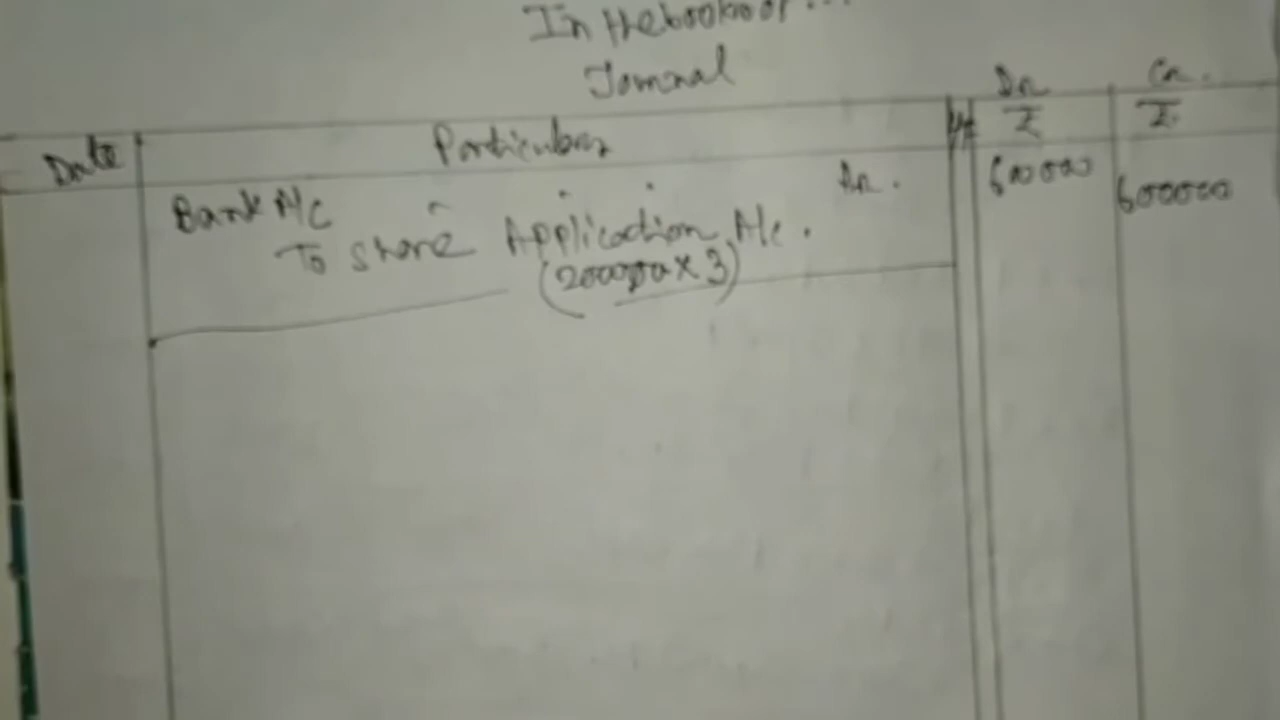 In the books of ...
Journal
Date Particulars Dr ₹ Cr. ₹
Bank A/c Dr. 600000
To Share Application A/c. 600000
(200000 x 3)